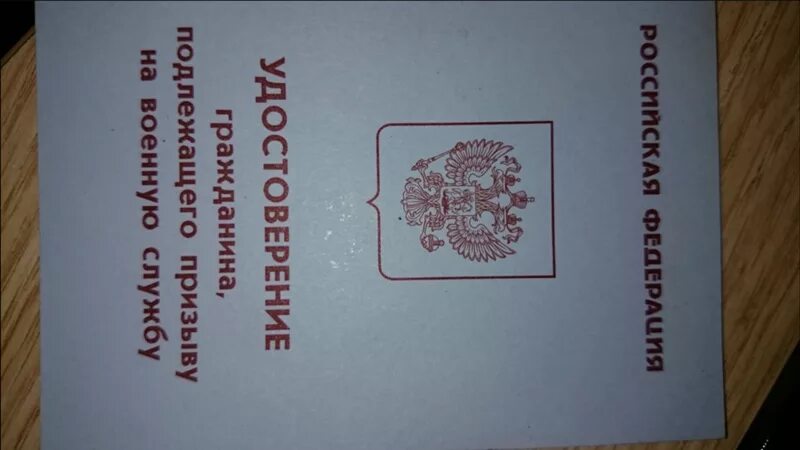 РОССИЙСКАЯ ФЕДЕРАЦИЯ
УДОСТОВЕРЕНИЕ
гражданина,
подлежащего призыву
на военную службу